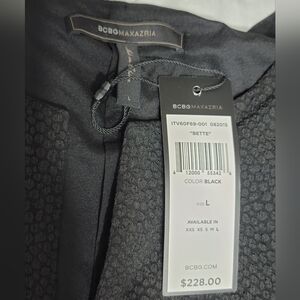 BCBGMAXAZRIA
BCBGMAXAZRIA
"BETTE"
COLOR: BLACK
SIZE L
AVAILABLE IN
XXS XS S M L
BCBG.COM
$228.00